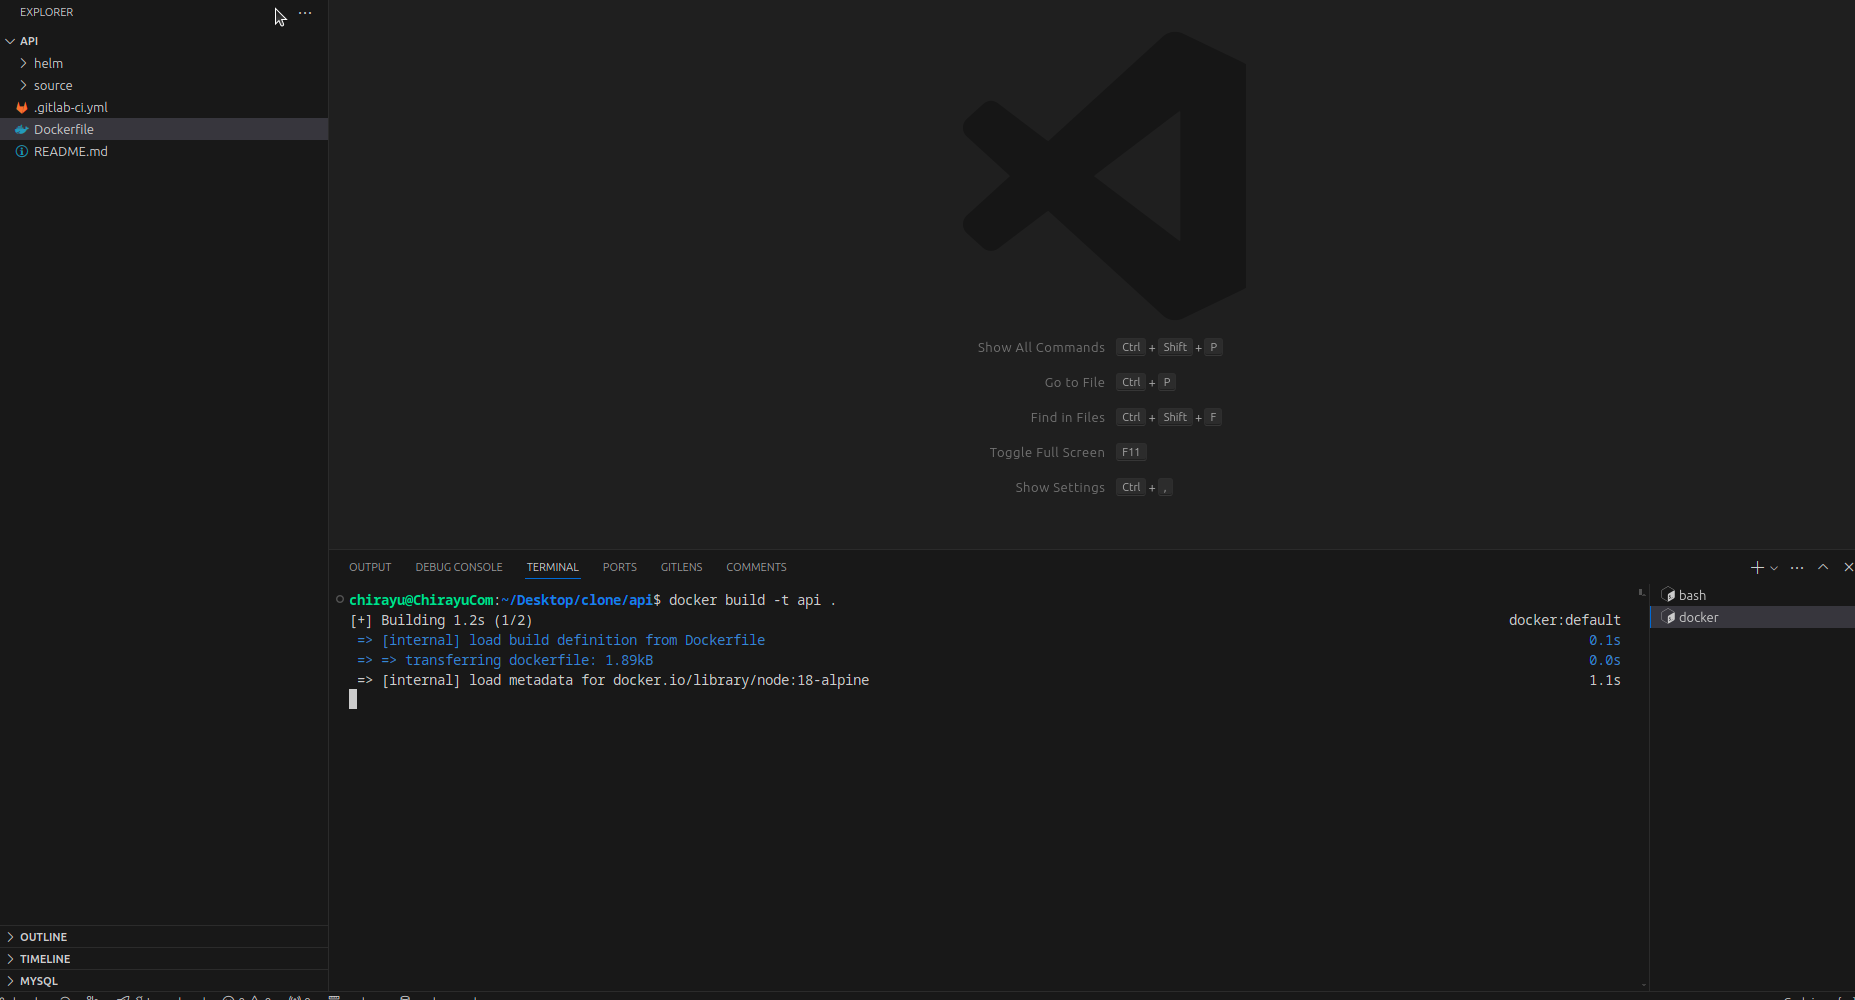 EXPLORER
API
helm
source
.gitlab-ci.yml
Dockerfile
README.md
Show All Commands Ctrl + Shift + P
Go to File Ctrl + P
Find in Files Ctrl + Shift + F
Toggle Full Screen F11
Show Settings Ctrl + ,
OUTPUT DEBUG CONSOLE TERMINAL PORTS GITLENS COMMENTS
chirayu@ChirayuCom:~/Desktop/clone/api$ docker build -t api .
[+] Building 1.2s (1/2) docker:default
=> [internal] load build definition from Dockerfile 0.1s
=> => transferring dockerfile: 1.89kB 0.0s
=> [internal] load metadata for docker.io/library/node:18-alpine 1.1s
bash
docker
OUTLINE
TIMELINE
MYSQL